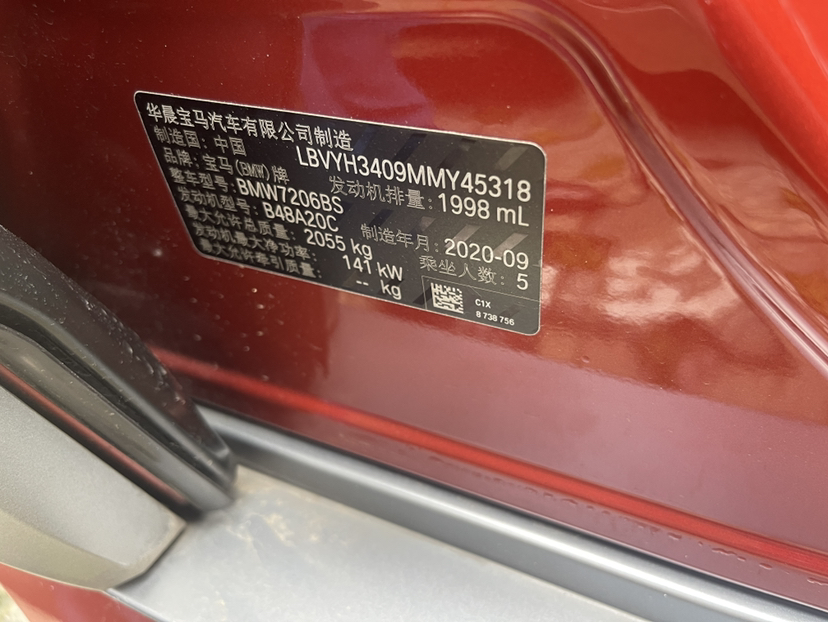 华晨宝马汽车有限公司制造
制造国：中国 LBVYH3409MMY45318
品牌：宝马(BMW)牌 发动机排量：1998 mL
整车型号：BMW7206BS
发动机型号：B48A20C 制造年月：2020-09
最大允许总质量：2055 kg 乘坐人数：5
发动机最大净功率：141 kW
最大允许牵引质量：-- kg
C1X
8 738 756